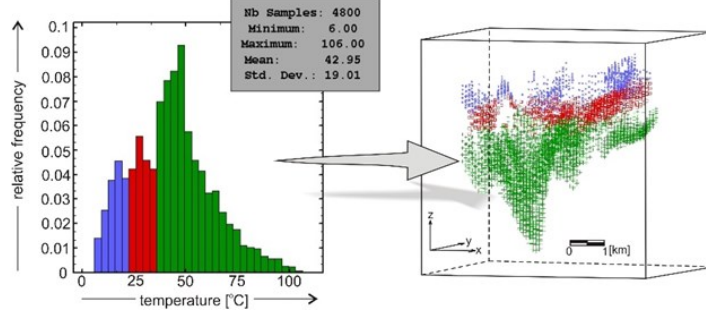 Nb Samples: 4800
Minimum: 6.00
Maximum: 106.00
Mean: 42.95
Std. Dev.: 19.01
relative frequency
0.1
0.09
0.08
0.07
0.06
0.05
0.04
0.03
0.02
0.01
0
0 25 50 75 100
temperature [°C]
z
y
x
0 1 [km]